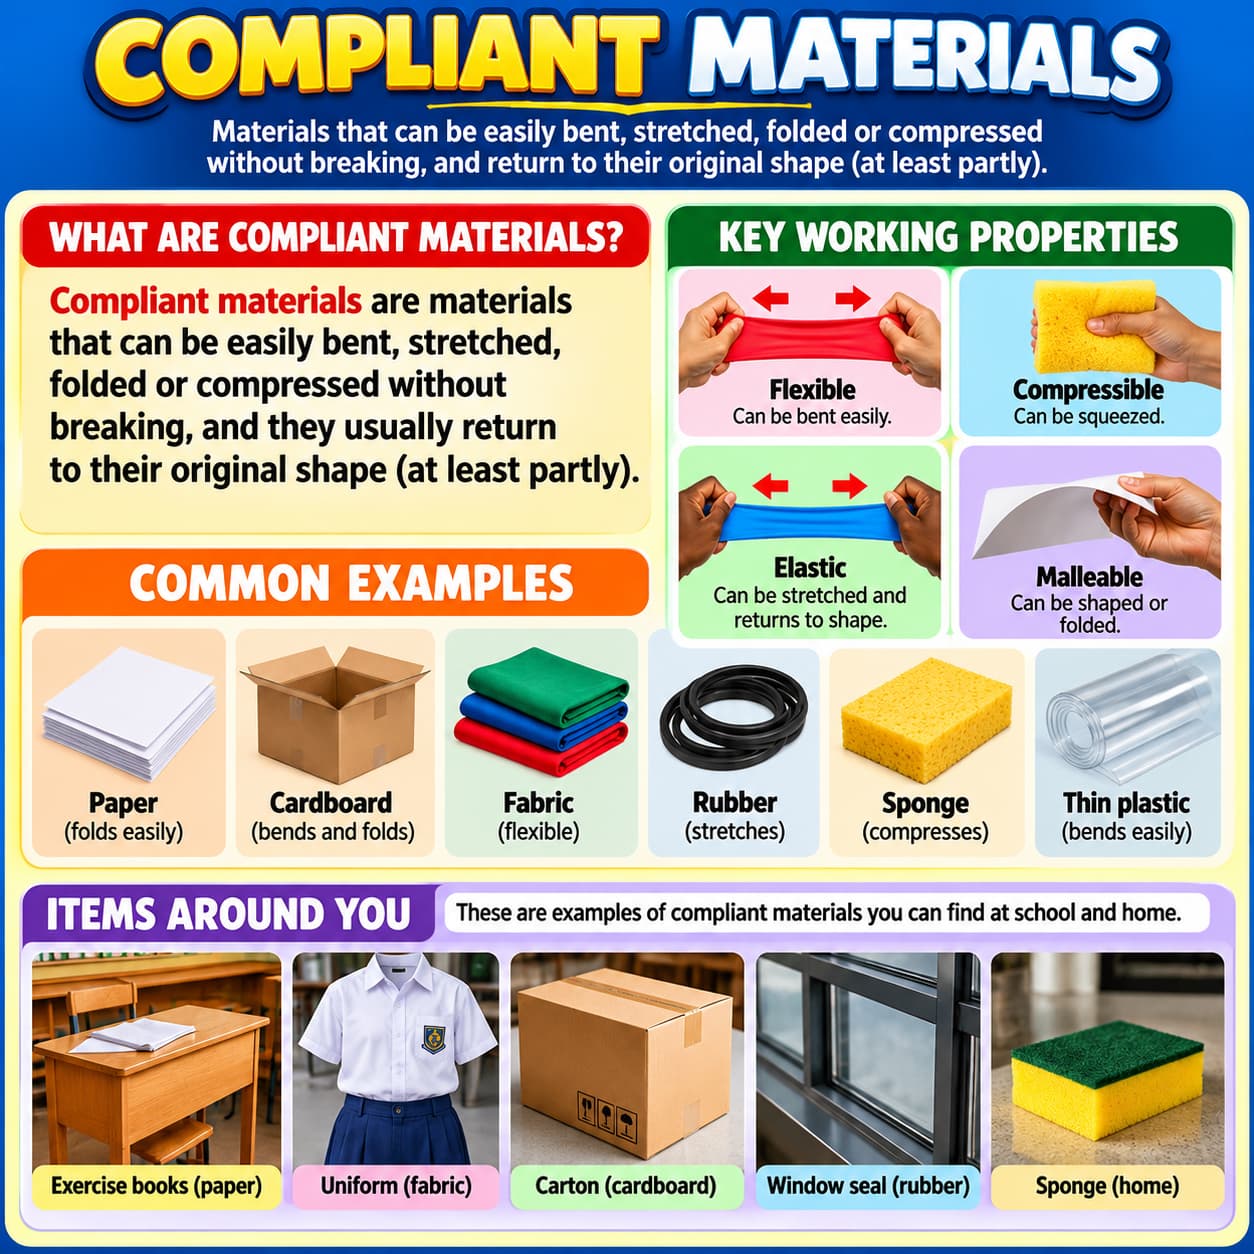 COMPLIANT MATERIALS
Materials that can be easily bent, stretched, folded or compressed
without breaking, and return to their original shape (at least partly).
WHAT ARE COMPLIANT MATERIALS?
Compliant materials are materials
that can be easily bent, stretched,
folded or compressed without
breaking, and they usually return
to their original shape (at least partly).
KEY WORKING PROPERTIES
Flexible
Can be bent easily.
Compressible
Can be squeezed.
Elastic
Can be stretched and
returns to shape.
Malleable
Can be shaped or
folded.
COMMON EXAMPLES
Paper
(folds easily)
Cardboard
(bends and folds)
Fabric
(flexible)
Rubber
(stretches)
Sponge
(compresses)
Thin plastic
(bends easily)
ITEMS AROUND YOU
These are examples of compliant materials you can find at school and home.
Exercise books (paper)
Uniform (fabric)
Carton (cardboard)
Window seal (rubber)
Sponge (home)